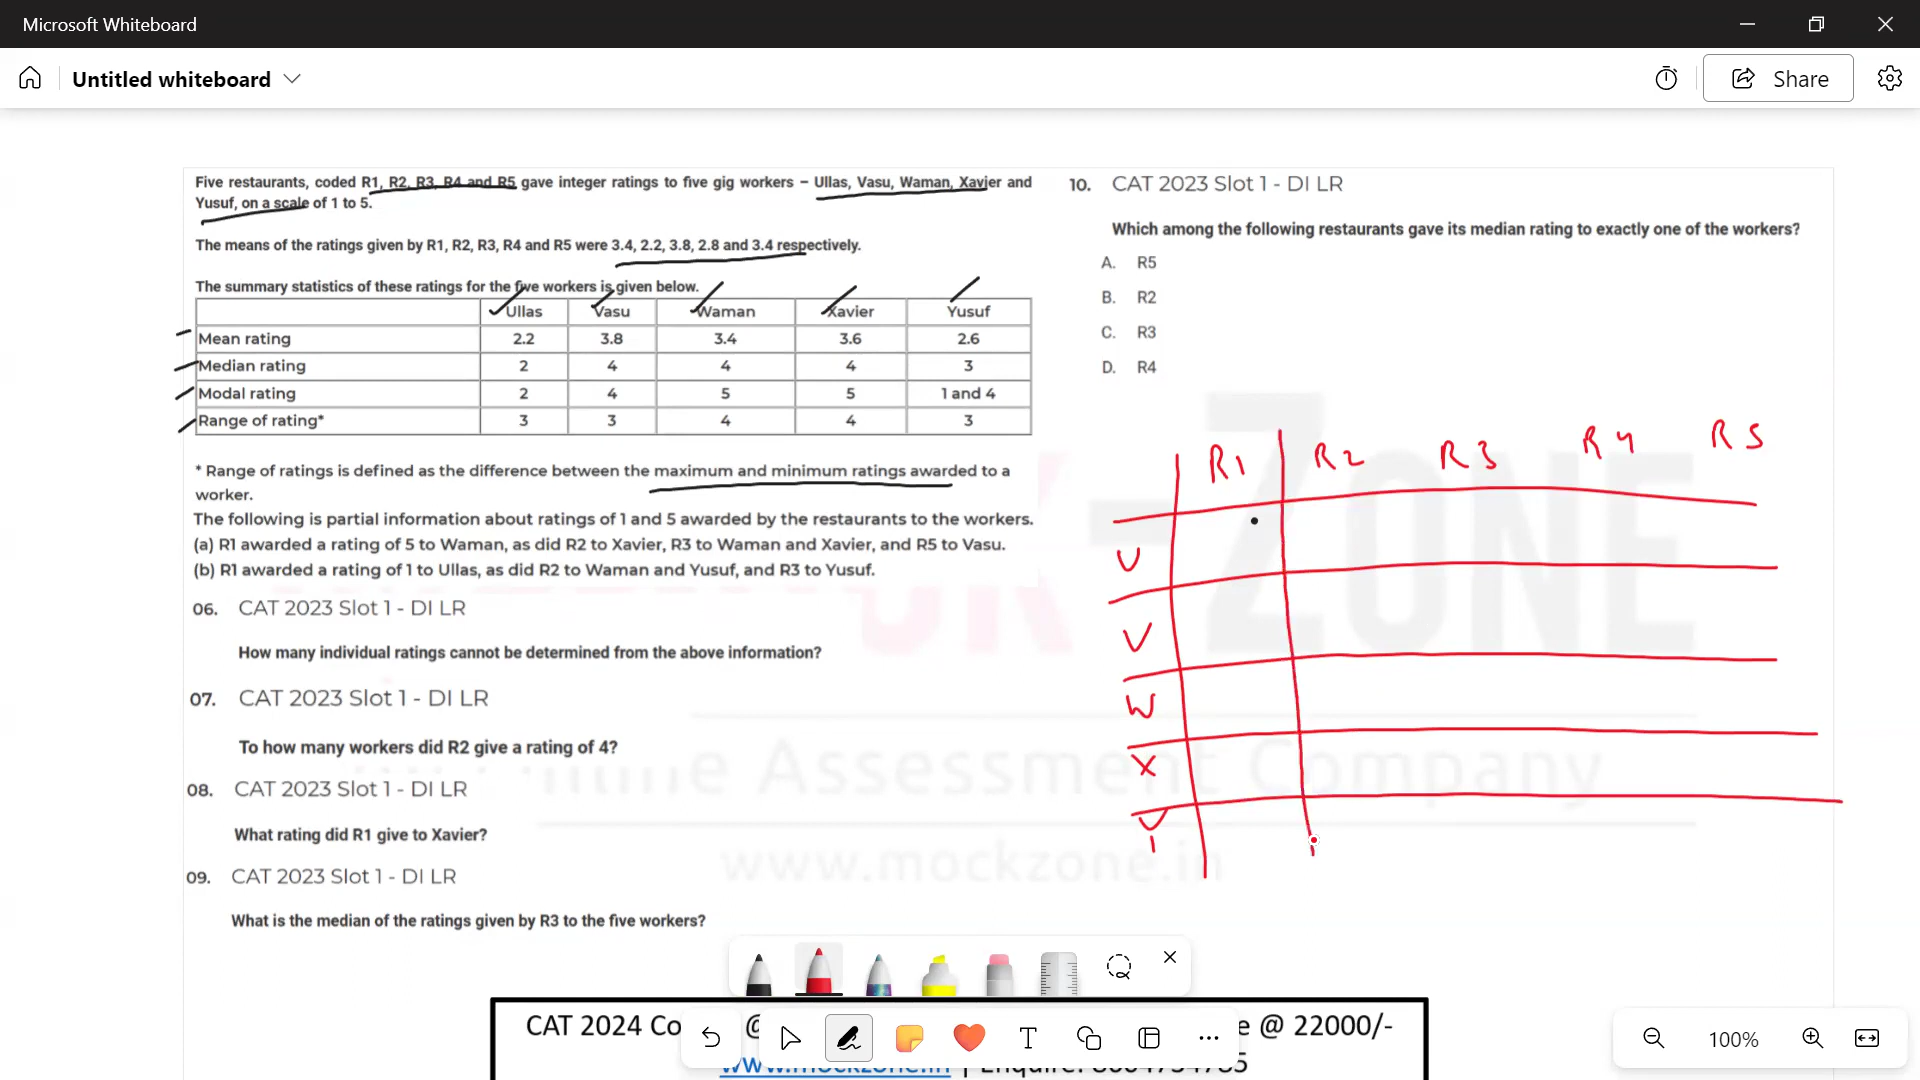 Microsoft Whiteboard
Untitled whiteboard
Share
Five restaurants, coded R1, R2, R3, R4 and R5 gave integer ratings to five gig workers – Ullas, Vasu, Waman, Xavier and
Yusuf, on a scale of 1 to 5.
The means of the ratings given by R1, R2, R3, R4 and R5 were 3.4, 2.2, 3.8, 2.8 and 3.4 respectively.
The summary statistics of these ratings for the five workers is given below.
Ullas Vasu Waman Xavier Yusuf
Mean rating 2.2 3.8 3.4 3.6 2.6
Median rating 2 4 4 4 3
Modal rating 2 4 5 5 1 and 4
Range of rating* 3 3 4 4 3
* Range of ratings is defined as the difference between the maximum and minimum ratings awarded to a
worker.
The following is partial information about ratings of 1 and 5 awarded by the restaurants to the workers.
(a) R1 awarded a rating of 5 to Waman, as did R2 to Xavier, R3 to Waman and Xavier, and R5 to Vasu.
(b) R1 awarded a rating of 1 to Ullas, as did R2 to Waman and Yusuf, and R3 to Yusuf.
06. CAT 2023 Slot 1 - DI LR
How many individual ratings cannot be determined from the above information?
07. CAT 2023 Slot 1 - DI LR
To how many workers did R2 give a rating of 4?
08. CAT 2023 Slot 1 - DI LR
What rating did R1 give to Xavier?
09. CAT 2023 Slot 1 - DI LR
What is the median of the ratings given by R3 to the five workers?
10. CAT 2023 Slot 1 - DI LR
Which among the following restaurants gave its median rating to exactly one of the workers?
A. R5
B. R2
C. R3
D. R4
R1 R2 R3 R4 R5
U
V
W
X
Y
-ZONE
Assessment Company
www.mockzone.in
CAT 2024 Co @ e @ 22000/-
www.mockzone.in | Enquire:
100%